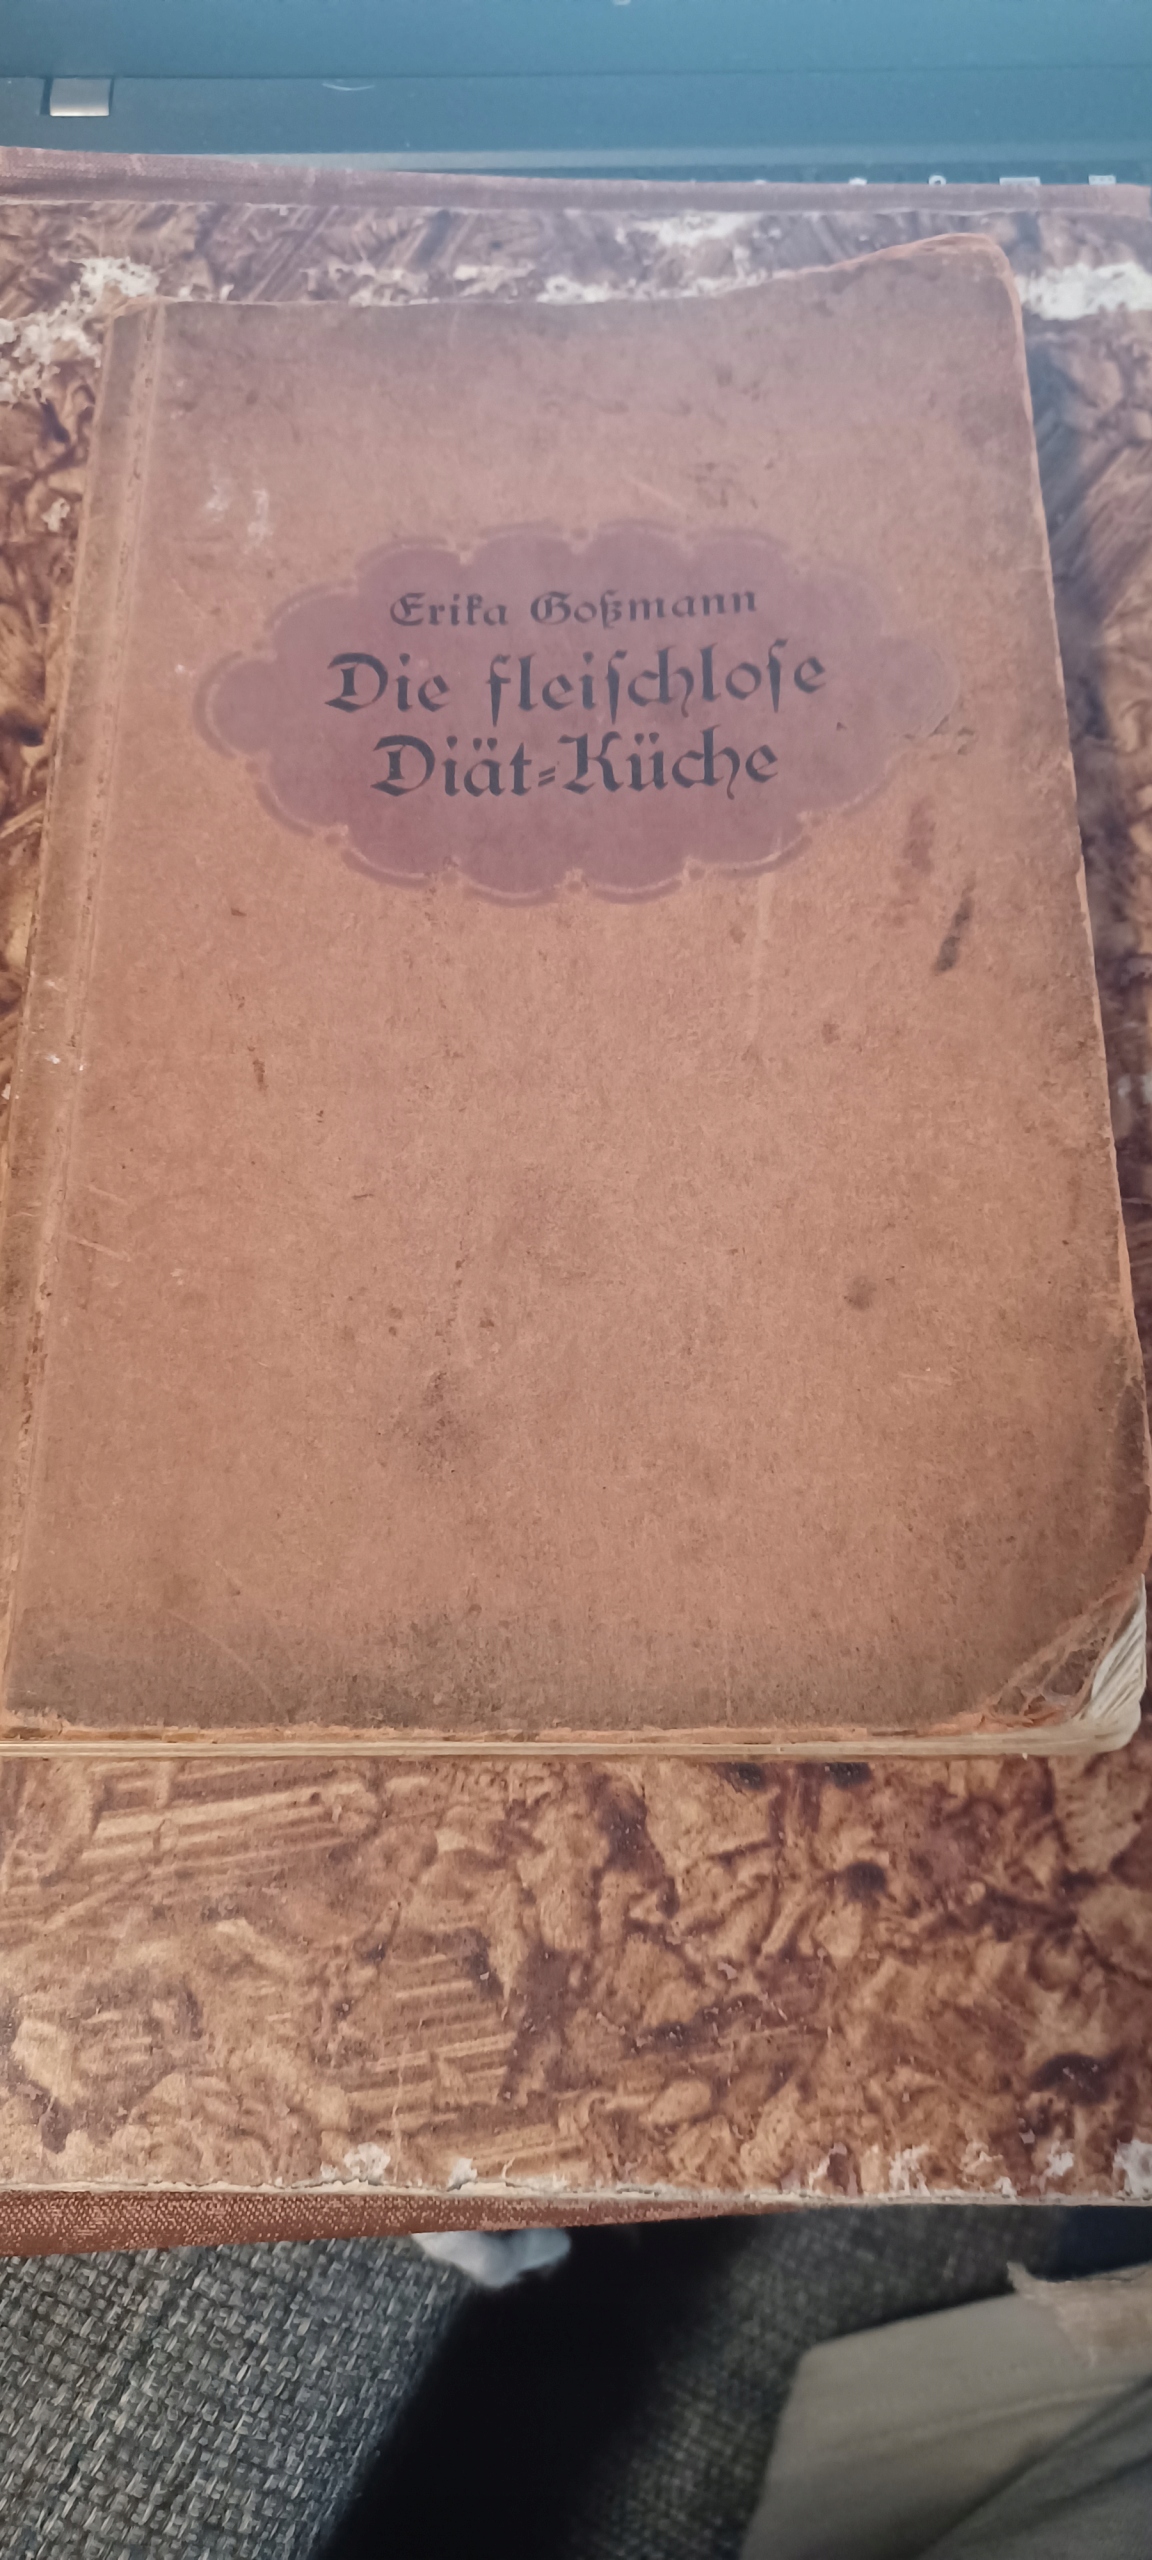 Erika Goßmann
Die fleiſchloſe
Diät⸗Küche